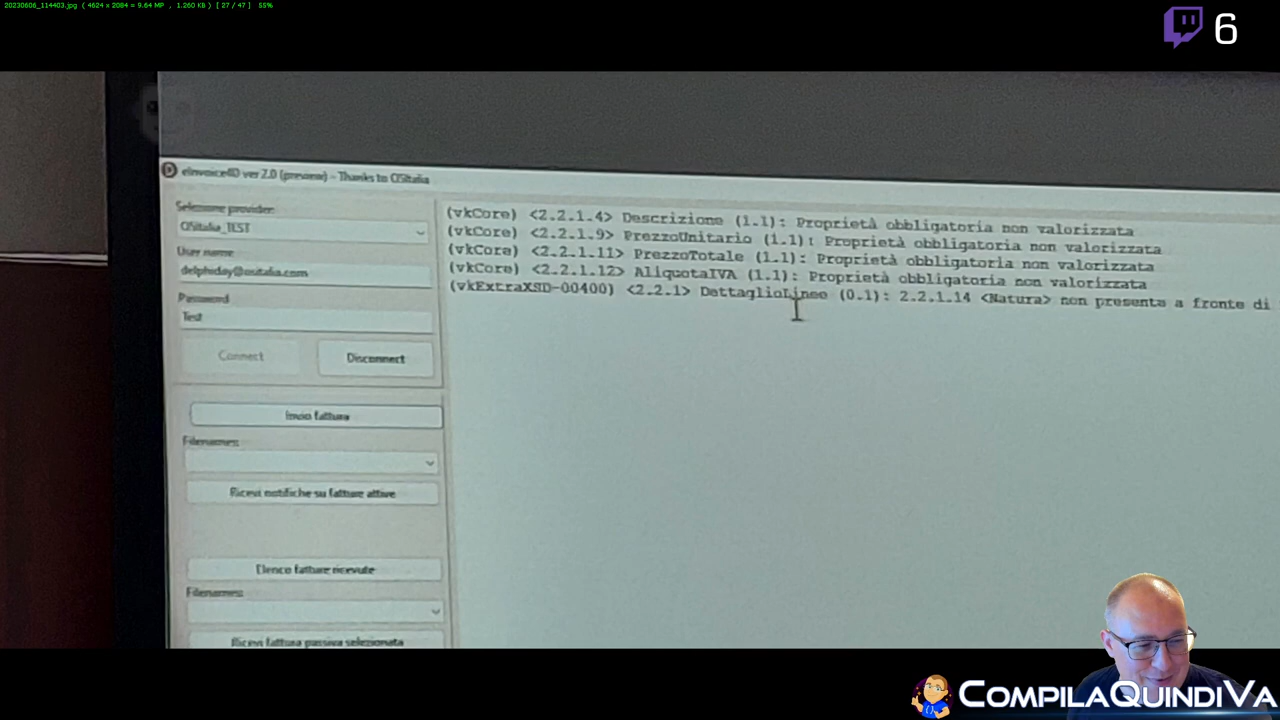 20230606_114403.jpg ( 4624 x 2084 = 9.64 MP , 1.260 KB ) [ 27 / 47 ] 55%
6
eInvoice4D ver 2.0 (preview) - Thanks to OSItalia
Selezione provider:
OSItalia_TEST
User name
delphiday@ositalia.com
Password
Test
Connect
Disconnect
Invio fattura
Filenames:
Ricevi notifiche su fatture attive
Elenco fatture ricevute
Filenames:
Ricevi fattura passiva selezionata
(vkCore) <2.2.1.4> Descrizione (1.1): Proprietà obbligatoria non valorizzata
(vkCore) <2.2.1.9> PrezzoUnitario (1.1): Proprietà obbligatoria non valorizzata
(vkCore) <2.2.1.11> PrezzoTotale (1.1): Proprietà obbligatoria non valorizzata
(vkCore) <2.2.1.12> AliquotaIVA (1.1): Proprietà obbligatoria non valorizzata
(vkExtraXSD-00400) <2.2.1> DettaglioLinee (0.1): 2.2.1.14 <Natura> non presente a fronte di
COMPILAQUINDIVA